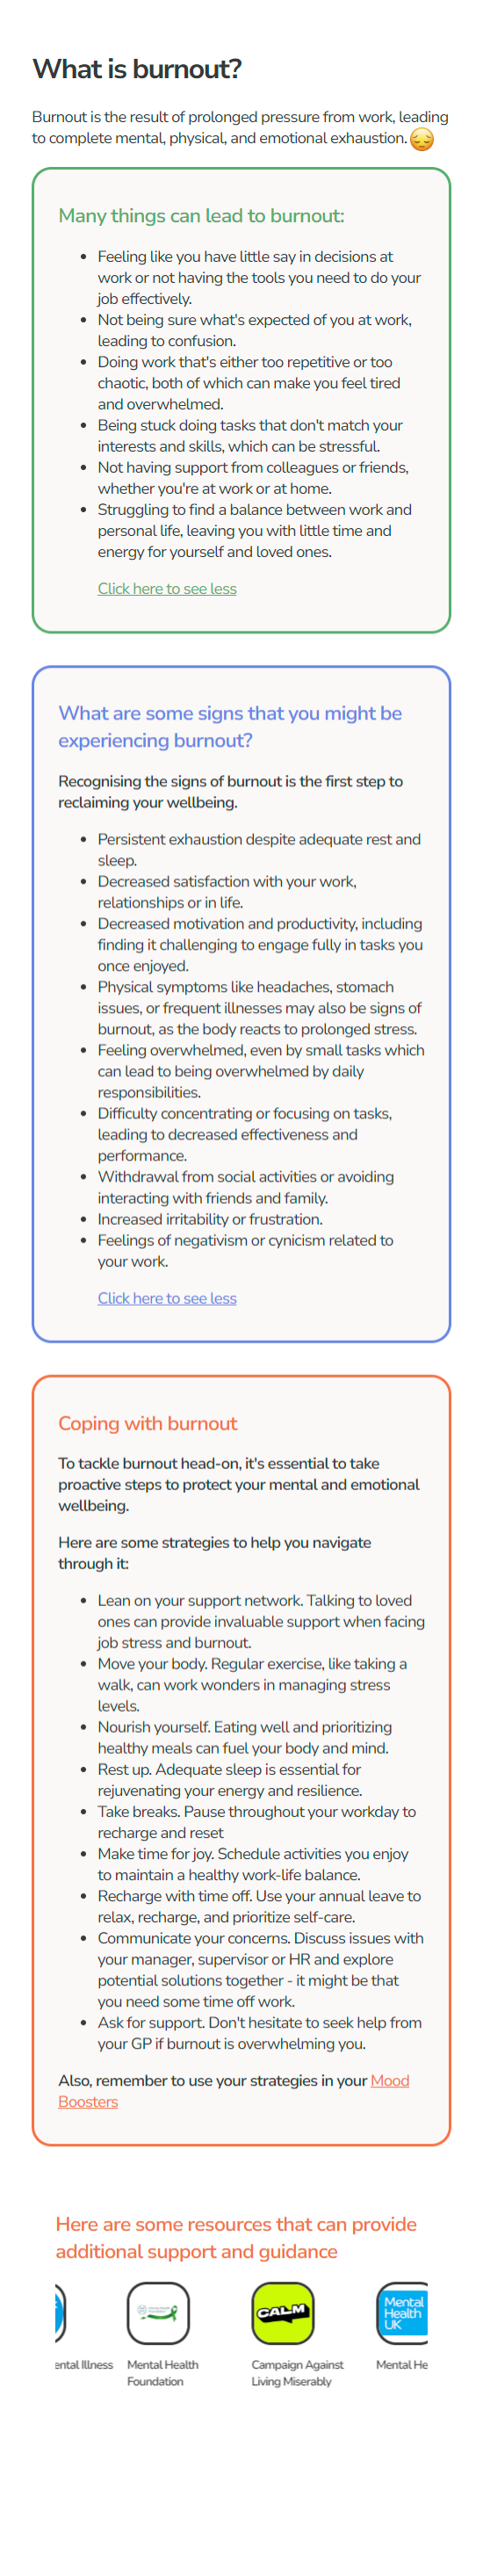 What is burnout?
Burnout is the result of prolonged pressure from work, leading
to complete mental, physical, and emotional exhaustion. 😔
Many things can lead to burnout:
• Feeling like you have little say in decisions at
work or not having the tools you need to do your
job effectively.
• Not being sure what's expected of you at work,
leading to confusion.
• Doing work that's either too repetitive or too
chaotic, both of which can make you feel tired
and overwhelmed.
• Being stuck doing tasks that don't match your
interests and skills, which can be stressful.
• Not having support from colleagues or friends,
whether you're at work or at home.
• Struggling to find a balance between work and
personal life, leaving you with little time and
energy for yourself and loved ones.
Click here to see less
What are some signs that you might be
experiencing burnout?
Recognising the signs of burnout is the first step to
reclaiming your wellbeing.
• Persistent exhaustion despite adequate rest and
sleep.
• Decreased satisfaction with your work,
relationships or in life.
• Decreased motivation and productivity, including
finding it challenging to engage fully in tasks you
once enjoyed.
• Physical symptoms like headaches, stomach
issues, or frequent illnesses may also be signs of
burnout, as the body reacts to prolonged stress.
• Feeling overwhelmed, even by small tasks which
can lead to being overwhelmed by daily
responsibilities.
• Difficulty concentrating or focusing on tasks,
leading to decreased effectiveness and
performance.
• Withdrawal from social activities or avoiding
interacting with friends and family.
• Increased irritability or frustration.
• Feelings of negativism or cynicism related to
your work.
Click here to see less
Coping with burnout
To tackle burnout head-on, it's essential to take
proactive steps to protect your mental and emotional
wellbeing.
Here are some strategies to help you navigate
through it:
• Lean on your support network. Talking to loved
ones can provide invaluable support when facing
job stress and burnout.
• Move your body. Regular exercise, like taking a
walk, can work wonders in managing stress
levels.
• Nourish yourself. Eating well and prioritizing
healthy meals can fuel your body and mind.
• Rest up. Adequate sleep is essential for
rejuvenating your energy and resilience.
• Take breaks. Pause throughout your workday to
recharge and reset
• Make time for joy. Schedule activities you enjoy
to maintain a healthy work-life balance.
• Recharge with time off. Use your annual leave to
relax, recharge, and prioritize self-care.
• Communicate your concerns. Discuss issues with
your manager, supervisor or HR and explore
potential solutions together - it might be that
you need some time off work.
• Ask for support. Don't hesitate to seek help from
your GP if burnout is overwhelming you.
Also, remember to use your strategies in your Mood
Boosters
Here are some resources that can provide
additional support and guidance
CALM
Mental
Health
UK
ental Illness
Mental Health
Foundation
Campaign Against
Living Miserably
Mental He